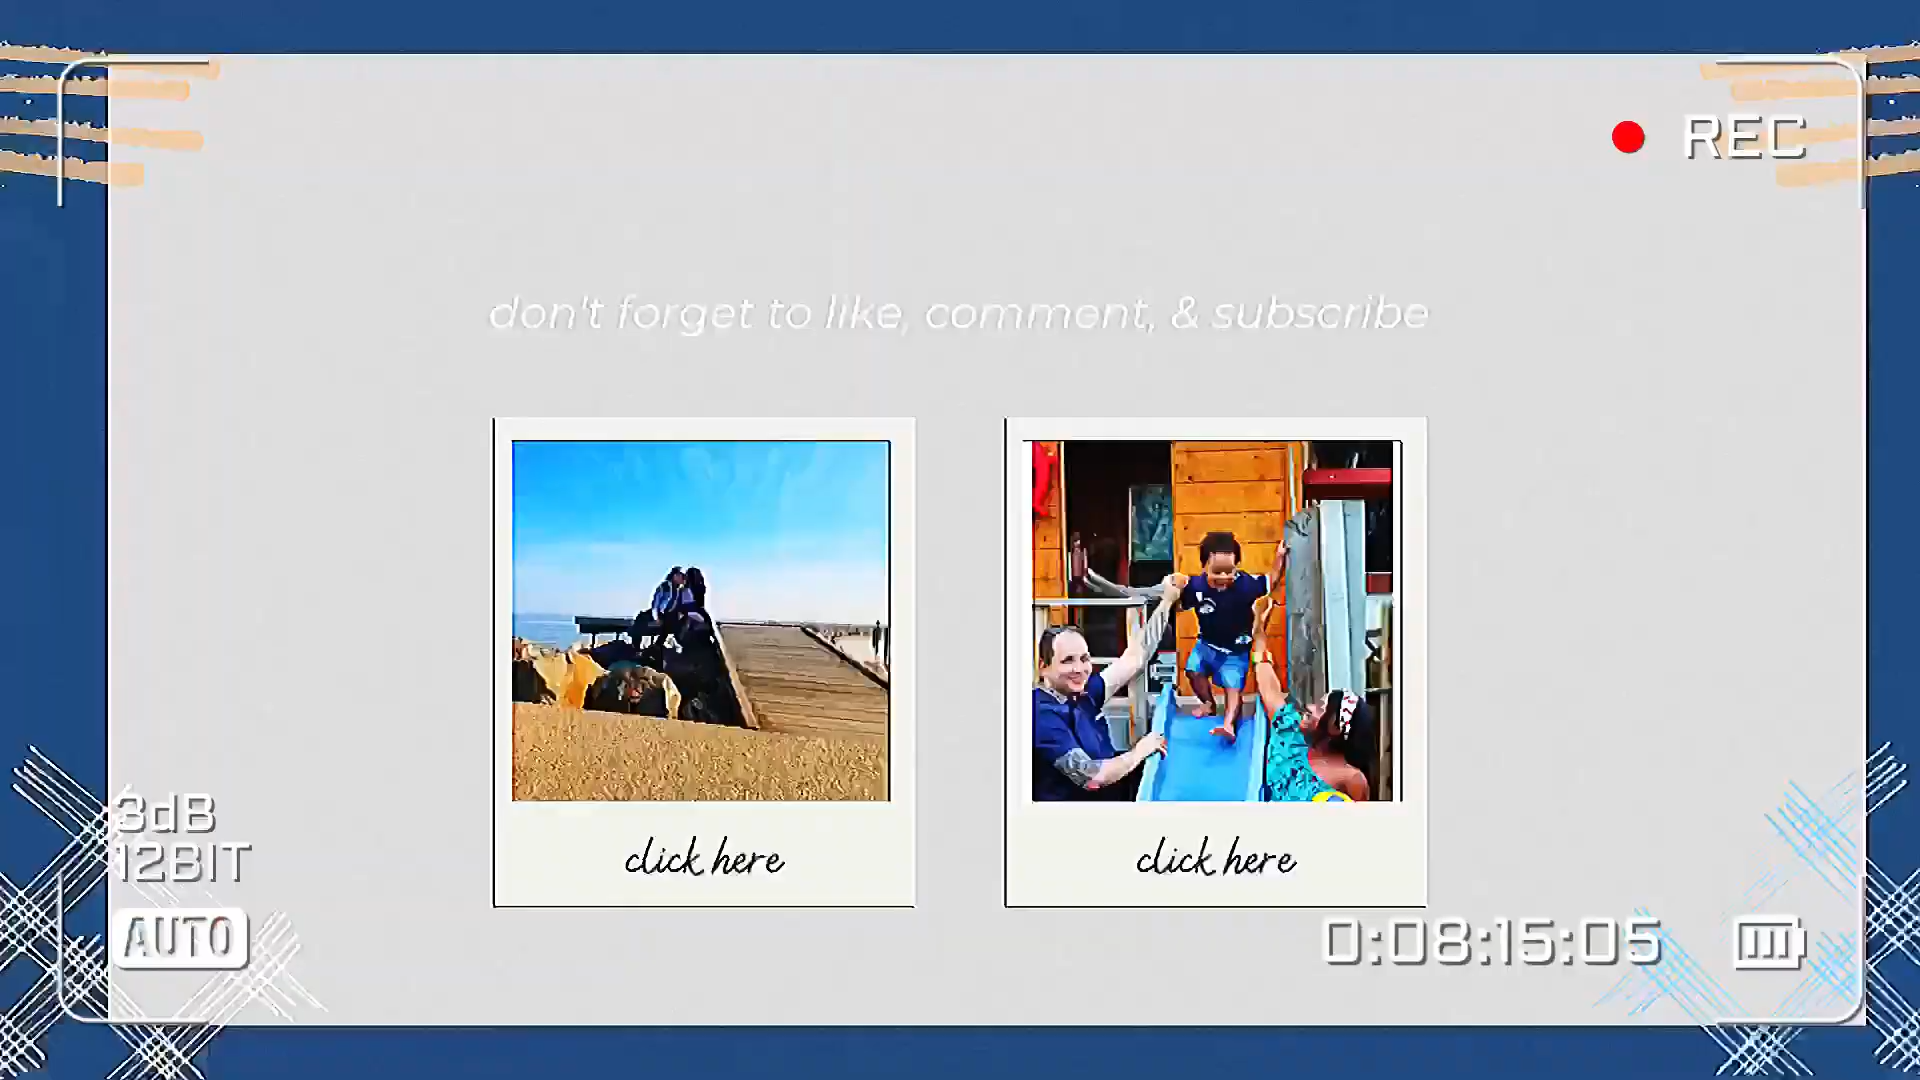 REC
don't forget to like, comment, & subscribe
click here
click here
3dB
12BIT
AUTO
0:08:15:05